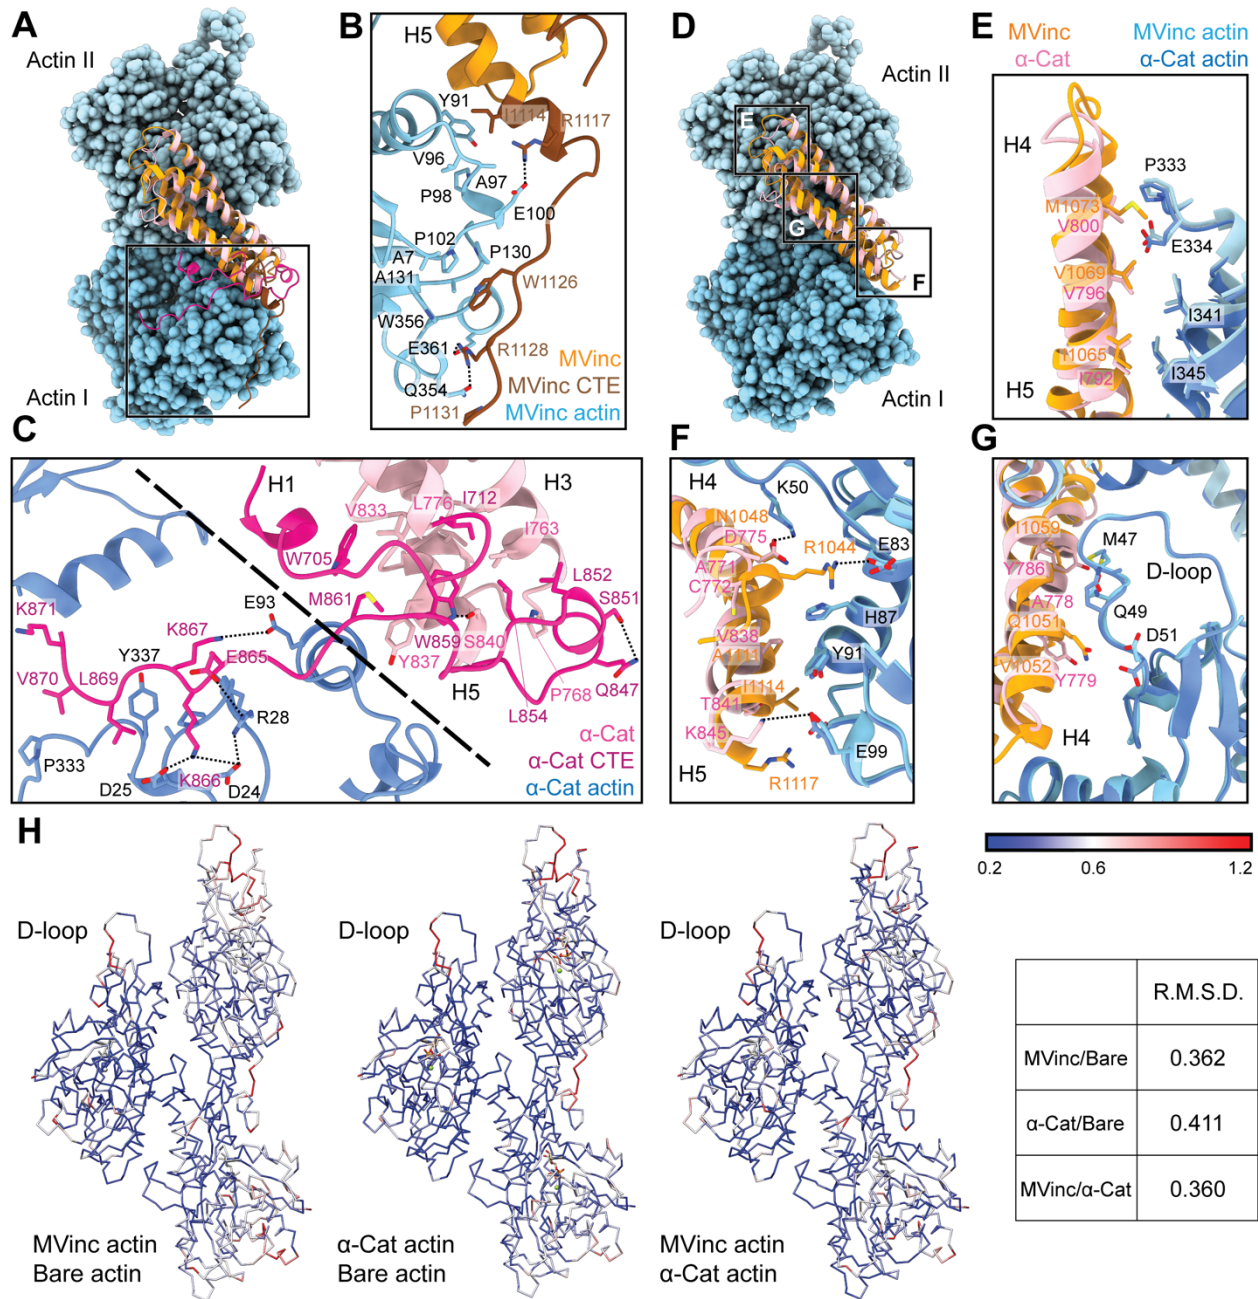 A
Actin II
Actin I
B
H5
Y91
I1114
R1117
V96
A97
P98
E100
P102
P130
A7
A131
W1126
W356
E361
R1128
Q354
P1131
MVinc
MVinc CTE
MVinc actin
D
Actin II
E
G
F
Actin I
E
MVinc
α-Cat
MVinc actin
α-Cat actin
H4
P333
M1073
V800
E334
V1069
V796
I341
I1065
I792
I345
H5
C
H1
H3
L776
I712
V833
I763
W705
L852
M861
S851
K871
E93
K867
W859
S840
Y337
E865
Y837
H5
V870
L869
P768
Q847
R28
L854
P333
D25
K866
D24
α-Cat
α-Cat CTE
α-Cat actin
F
H4
K50
N1048
D775
R1044
E83
A771
C772
H87
V838
A1111
Y91
I1114
T841
K845
E99
H5
R1117
G
I1059
M47
Y786
D-loop
A778
Q49
Q1051
D51
V1052
Y779
H4
H
0.2
0.6
1.2
D-loop
D-loop
D-loop
MVinc actin
Bare actin
α-Cat actin
Bare actin
MVinc actin
α-Cat actin
R.M.S.D.
MVinc/Bare 0.362
α-Cat/Bare 0.411
MVinc/α-Cat 0.360